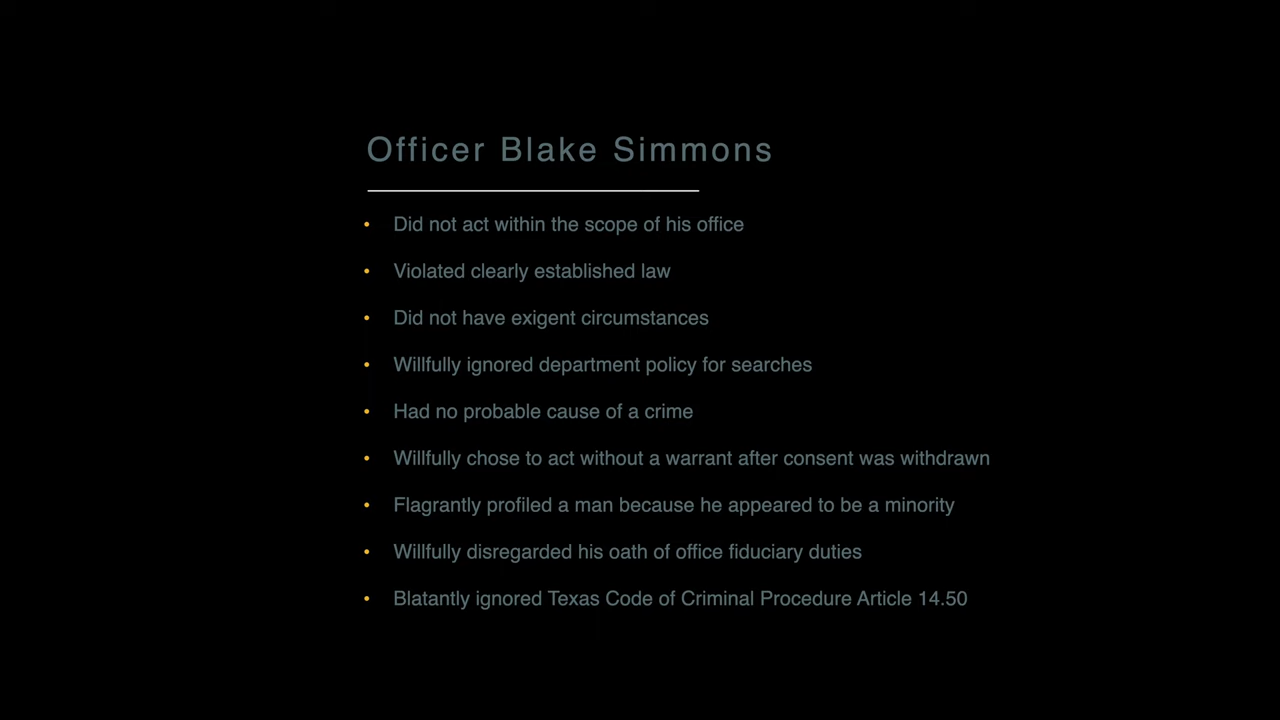 Officer Blake Simmons
• Did not act within the scope of his office
• Violated clearly established law
• Did not have exigent circumstances
• Willfully ignored department policy for searches
• Had no probable cause of a crime
• Willfully chose to act without a warrant after consent was withdrawn
• Flagrantly profiled a man because he appeared to be a minority
• Willfully disregarded his oath of office fiduciary duties
• Blatantly ignored Texas Code of Criminal Procedure Article 14.50